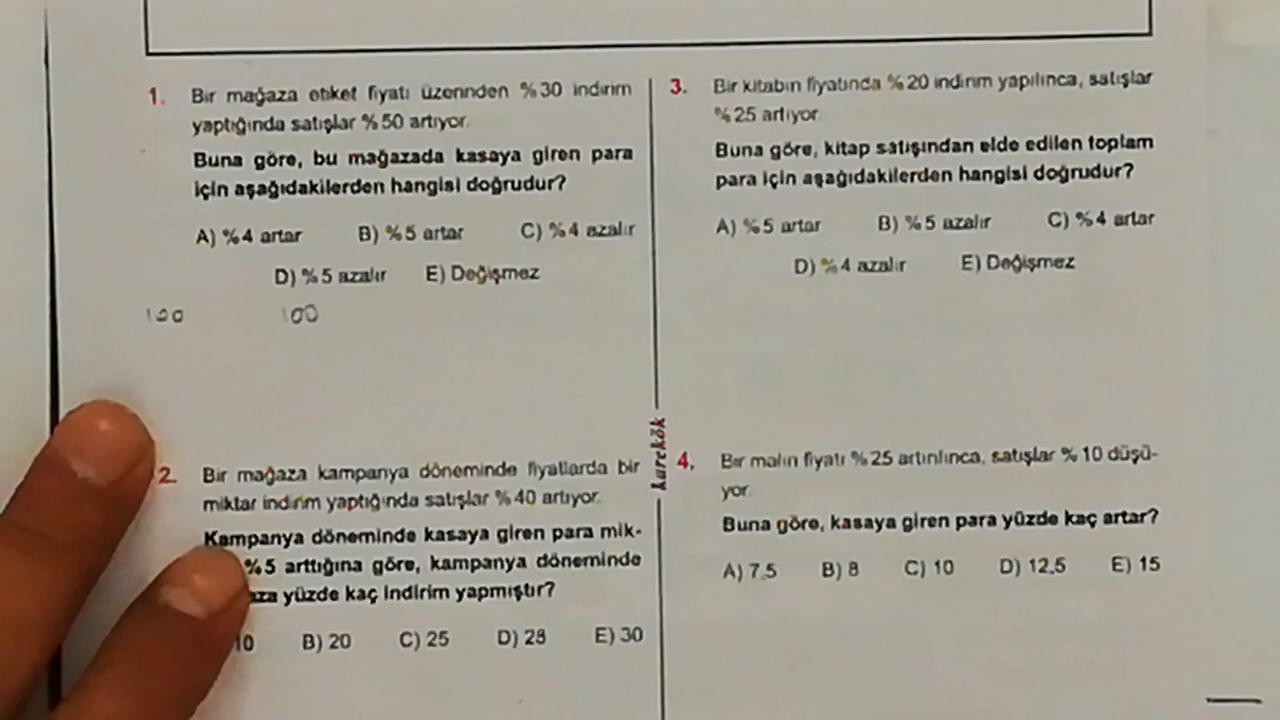 1. Bir mağaza etiket fiyatı üzerinden %30 indirim
yaptığında satışlar %50 artıyor.
Buna göre, bu mağazada kasaya giren para
için aşağıdakilerden hangisi doğrudur?
A) %4 artar B) %5 artar C) %4 azalır
D) %5 azalır E) Değişmez
100 100
2. Bir mağaza kampanya döneminde fiyatlarda bir
miktar indirim yaptığında satışlar %40 artıyor.
Kampanya döneminde kasaya giren para mik-
%5 arttığına göre, kampanya döneminde
yüzde kaç indirim yapmıştır?
10 B) 20 C) 25 D) 28 E) 30
karekök
3. Bir kitabın fiyatında %20 indirim yapılınca, satışlar
%25 artıyor.
Buna göre, kitap satışından elde edilen toplam
para için aşağıdakilerden hangisi doğrudur?
A) %5 artar B) %5 azalır C) %4 artar
D) %4 azalır E) Değişmez
4. Bir malın fiyatı %25 artırılınca, satışlar %10 düşü-
yor.
Buna göre, kasaya giren para yüzde kaç artar?
A) 7,5 B) 8 C) 10 D) 12,5 E) 15